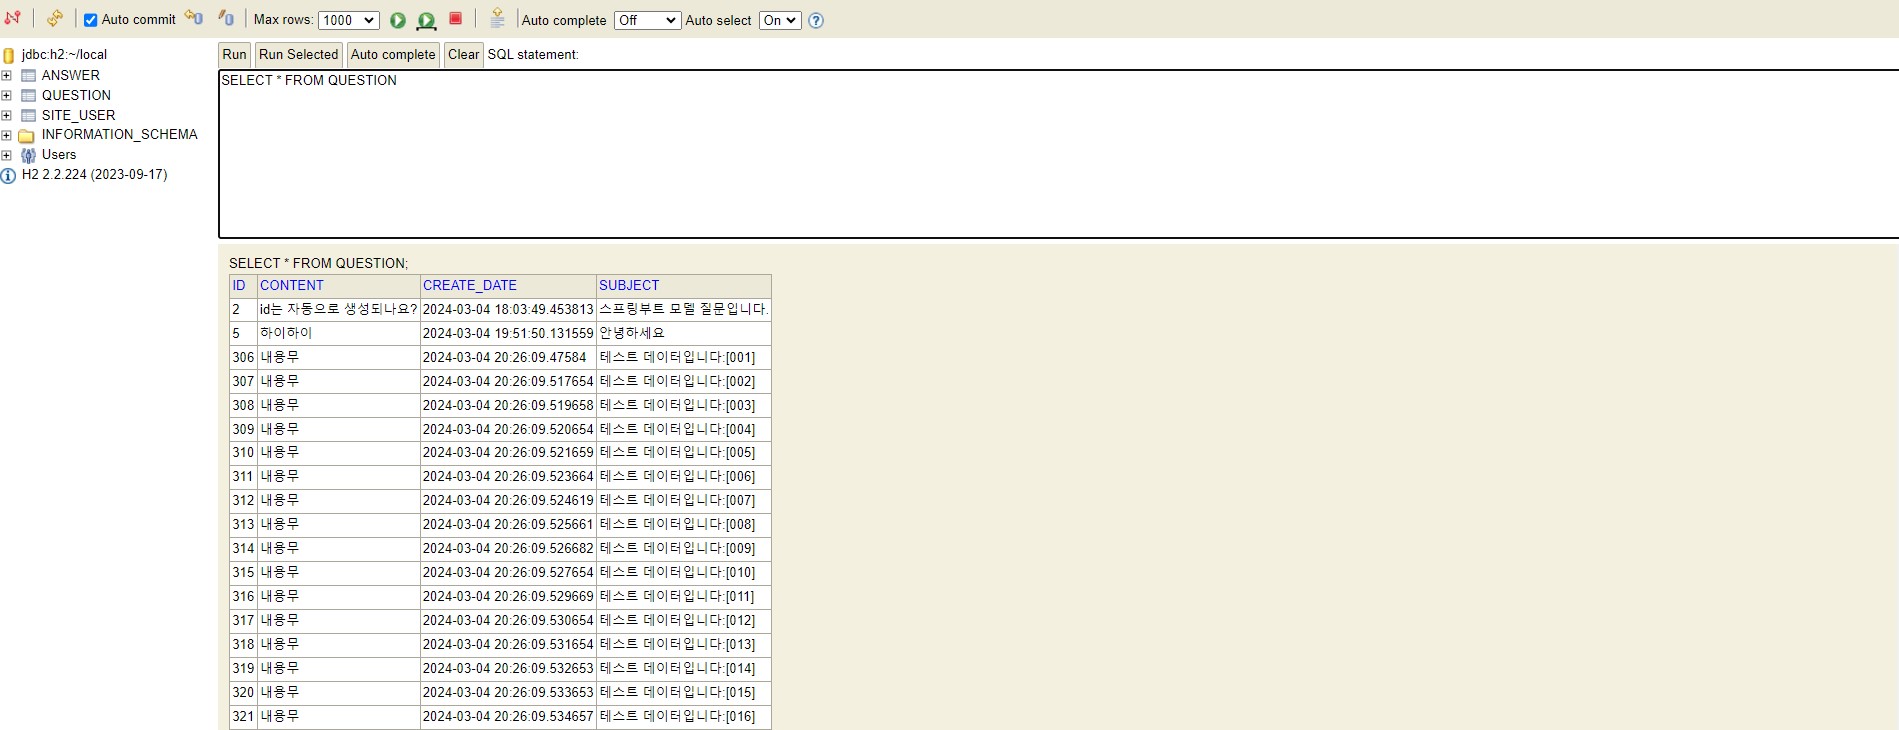 Auto commit Max rows: 1000 Auto complete Off Auto select On
jdbc:h2:~/local
ANSWER
QUESTION
SITE_USER
INFORMATION_SCHEMA
Users
H2 2.2.224 (2023-09-17)
Run Run Selected Auto complete Clear SQL statement:
SELECT * FROM QUESTION
SELECT * FROM QUESTION;
ID CONTENT CREATE_DATE SUBJECT
2 id는 자동으로 생성되나요? 2024-03-04 18:03:49.453813 스프링부트 모델 질문입니다.
5 하이하이 2024-03-04 19:51:50.131559 안녕하세요
306 내용무 2024-03-04 20:26:09.47584 테스트 데이터입니다:[001]
307 내용무 2024-03-04 20:26:09.517654 테스트 데이터입니다:[002]
308 내용무 2024-03-04 20:26:09.519658 테스트 데이터입니다:[003]
309 내용무 2024-03-04 20:26:09.520654 테스트 데이터입니다:[004]
310 내용무 2024-03-04 20:26:09.521659 테스트 데이터입니다:[005]
311 내용무 2024-03-04 20:26:09.523664 테스트 데이터입니다:[006]
312 내용무 2024-03-04 20:26:09.524619 테스트 데이터입니다:[007]
313 내용무 2024-03-04 20:26:09.525661 테스트 데이터입니다:[008]
314 내용무 2024-03-04 20:26:09.526682 테스트 데이터입니다:[009]
315 내용무 2024-03-04 20:26:09.527654 테스트 데이터입니다:[010]
316 내용무 2024-03-04 20:26:09.529669 테스트 데이터입니다:[011]
317 내용무 2024-03-04 20:26:09.530654 테스트 데이터입니다:[012]
318 내용무 2024-03-04 20:26:09.531654 테스트 데이터입니다:[013]
319 내용무 2024-03-04 20:26:09.532653 테스트 데이터입니다:[014]
320 내용무 2024-03-04 20:26:09.533653 테스트 데이터입니다:[015]
321 내용무 2024-03-04 20:26:09.534657 테스트 데이터입니다:[016]